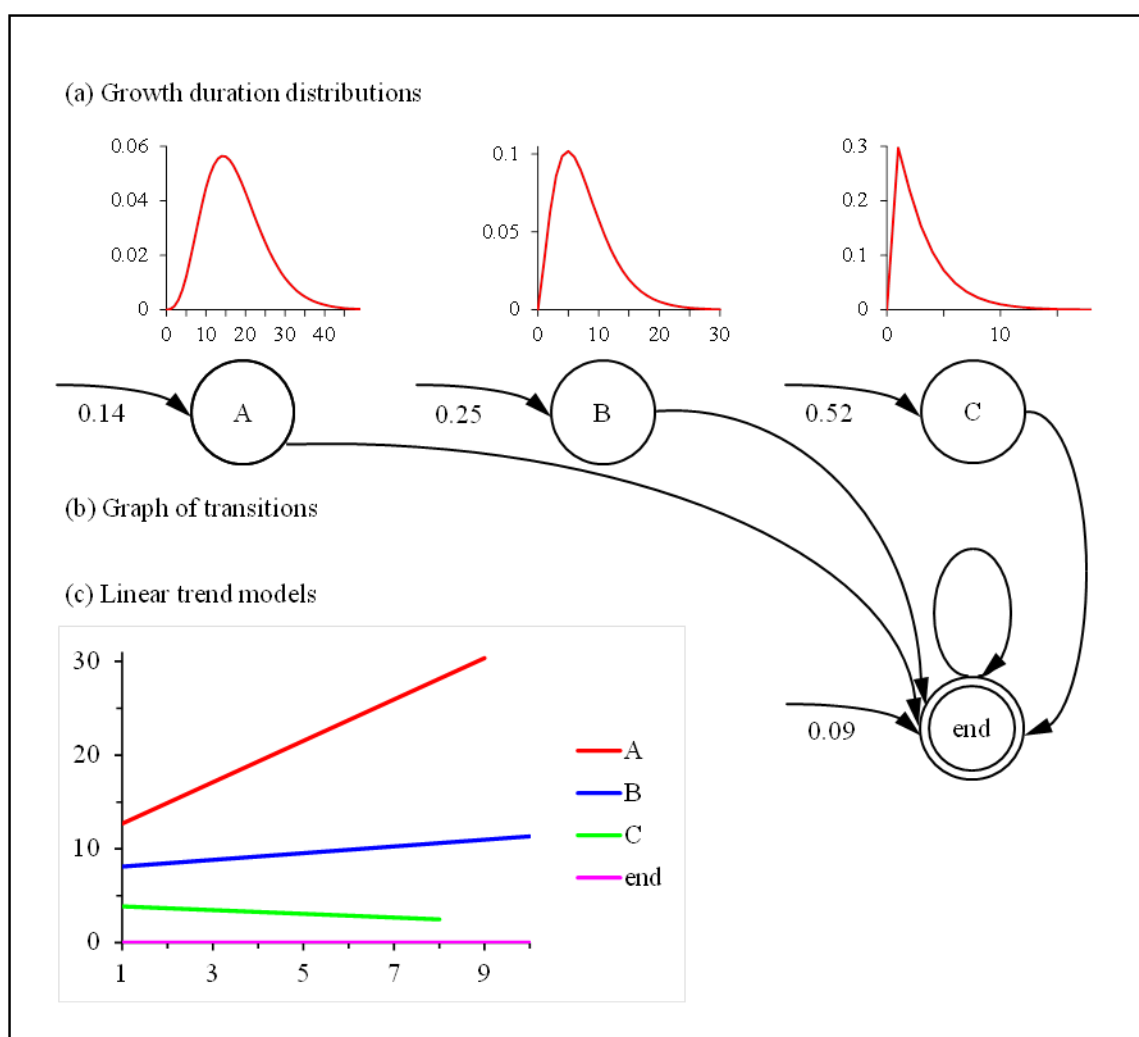 (a) Growth duration distributions
0.06 0.1 0.3
0.04 0.2
0.05
0.02 0.1
0 0 0
0 10 20 30 40 0 10 20 30 0 10
A B C
0.14 0.25 0.52
(b) Graph of transitions
(c) Linear trend models
30
end
0.09
20
A
B
10
C
end
0
1 3 5 7 9